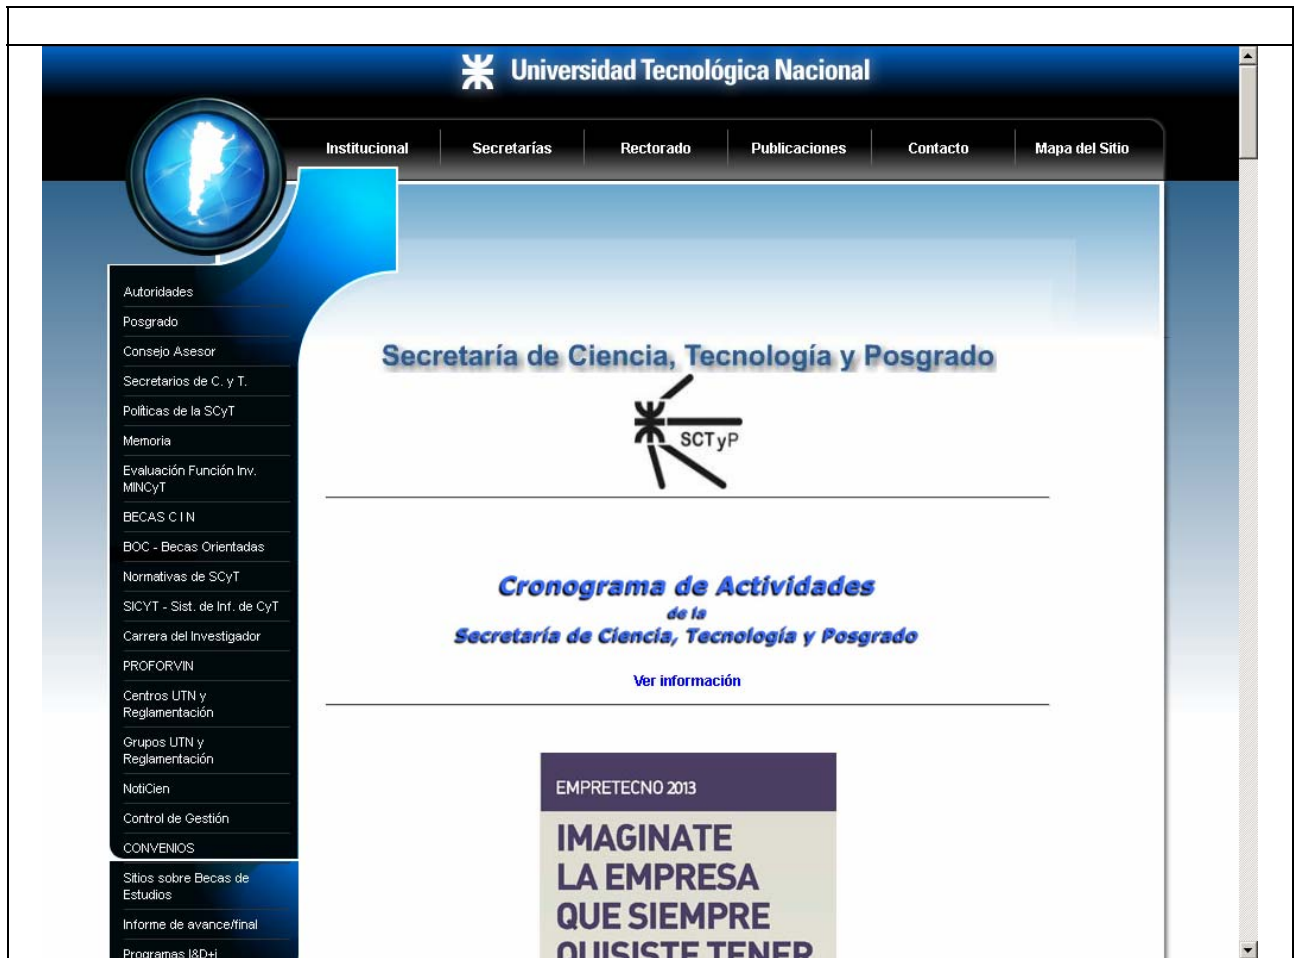 Universidad Tecnológica Nacional
Institucional
Secretarías
Rectorado
Publicaciones
Contacto
Mapa del Sitio
Autoridades
Posgrado
Consejo Asesor
Secretarios de C. y T.
Políticas de la SCyT
Memoria
Evaluación Función Inv.
MINCyT
BECAS C I N
BOC - Becas Orientadas
Normativas de SCyT
SICYT - Sist. de Inf. de CyT
Carrera del Investigador
PROFORVIN
Centros UTN y
Reglamentación
Grupos UTN y
Reglamentación
NotiCien
Control de Gestión
CONVENIOS
Sitios sobre Becas de
Estudios
Informe de avance/final
Programas I&D+i
Secretaría de Ciencia, Tecnología y Posgrado
SCTyP
Cronograma de Actividades
de la
Secretaría de Ciencia, Tecnología y Posgrado
Ver información
EMPRETECNO 2013
IMAGINATE
LA EMPRESA
QUE SIEMPRE
QUISISTE TENER